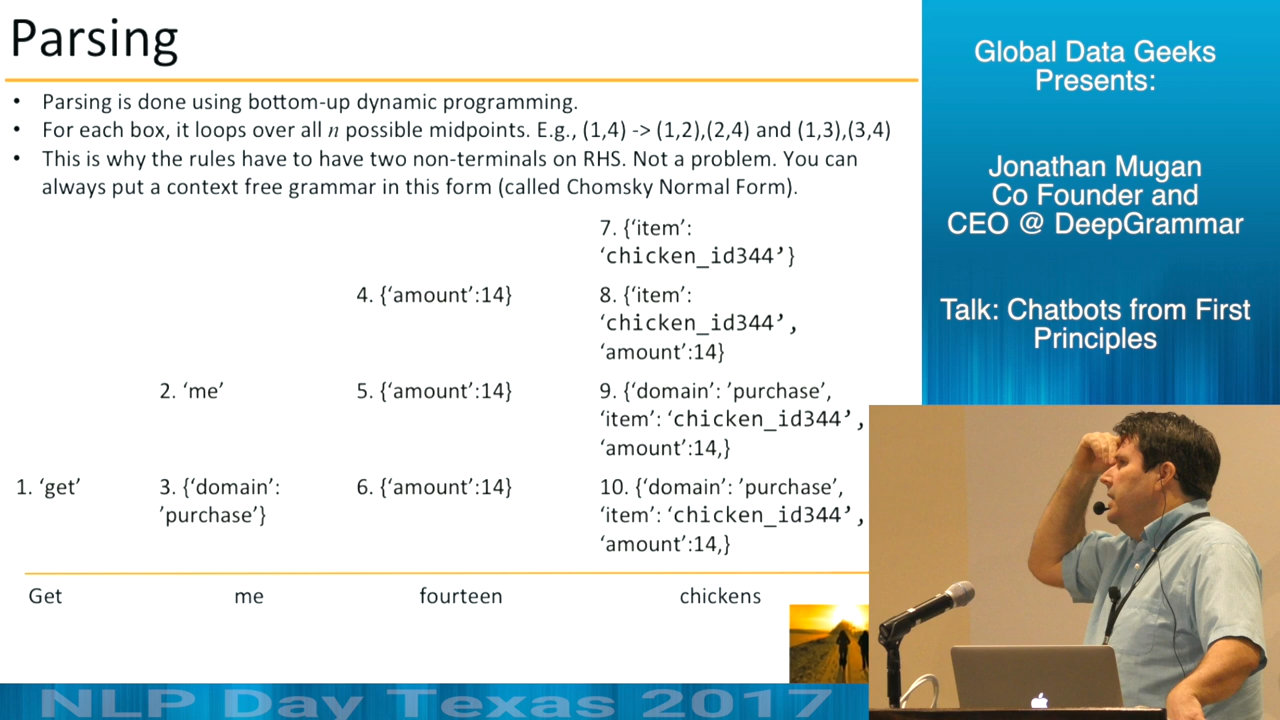 Parsing
• Parsing is done using bottom-up dynamic programming.
• For each box, it loops over all n possible midpoints. E.g., (1,4) -> (1,2),(2,4) and (1,3),(3,4)
• This is why the rules have to have two non-terminals on RHS. Not a problem. You can
always put a context free grammar in this form (called Chomsky Normal Form).
7. {‘item’:
‘chicken_id344’}
4. {‘amount’:14}
8. {‘item’:
‘chicken_id344’,
‘amount’:14}
2. ‘me’
5. {‘amount’:14}
9. {‘domain’: ’purchase’,
‘item’: ‘chicken_id344’,
‘amount’:14,}
1. ‘get’
3. {‘domain’:
’purchase’}
6. {‘amount’:14}
10. {‘domain’: ’purchase’,
‘item’: ‘chicken_id344’,
‘amount’:14,}
Get me fourteen chickens
Global Data Geeks
Presents:
Jonathan Mugan
Co Founder and
CEO @ DeepGrammar
Talk: Chatbots from First
Principles
NLP Day Texas 2017